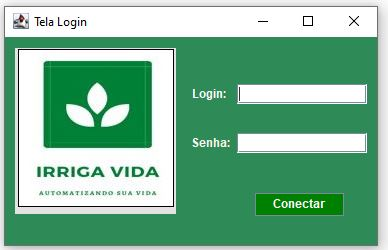 Tela Login
Login:
Senha:
IRRIGA VIDA
AUTOMATIZANDO SUA VIDA
Conectar